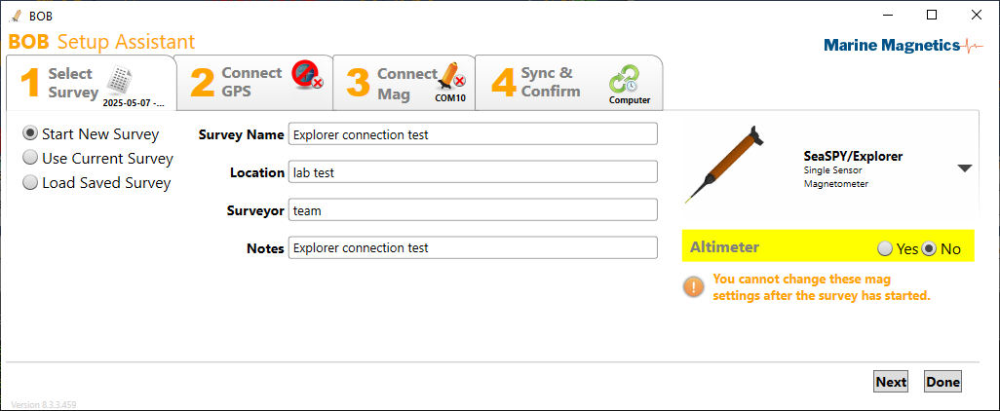 BOB
BOB Setup Assistant
Marine Magnetics
1 Select Survey
2025-05-07 -...
2 Connect GPS
3 Connect Mag
COM10
4 Sync & Confirm
Computer
Start New Survey
Use Current Survey
Load Saved Survey
Survey Name Explorer connection test
Location lab test
Surveyor team
Notes Explorer connection test
SeaSPY/Explorer
Single Sensor
Magnetometer
Altimeter Yes No
You cannot change these mag
settings after the survey has started.
Next Done
Version 8.3.3.459